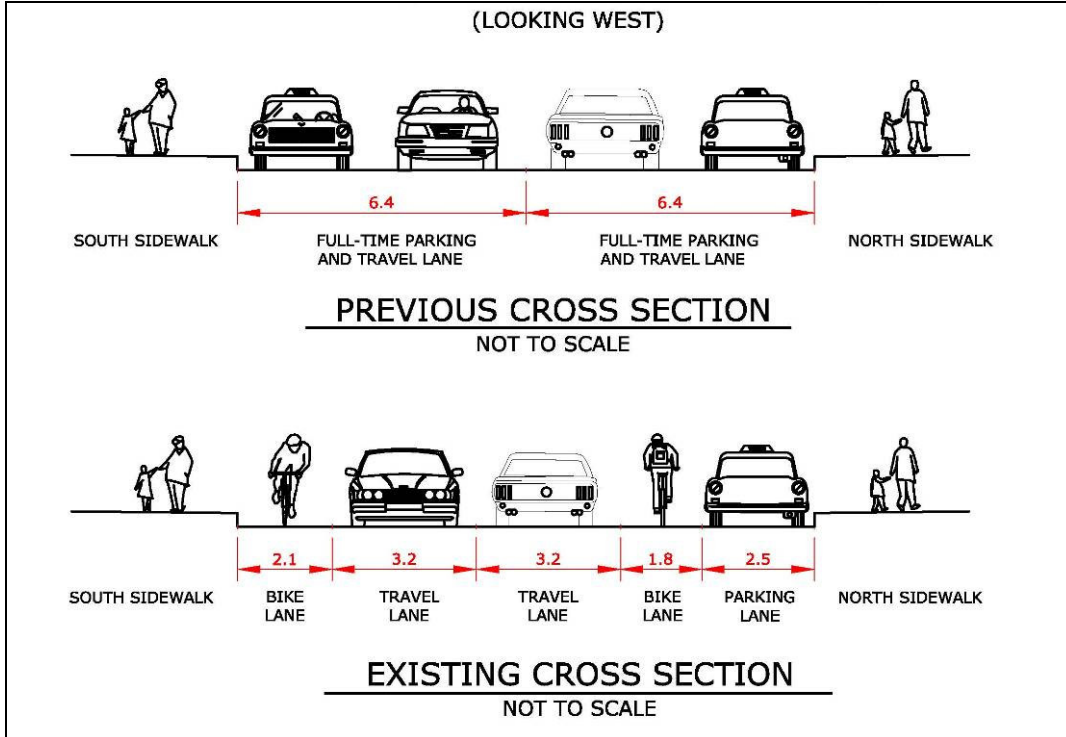 (LOOKING WEST)
6.4 6.4
SOUTH SIDEWALK FULL-TIME PARKING FULL-TIME PARKING NORTH SIDEWALK
AND TRAVEL LANE AND TRAVEL LANE
PREVIOUS CROSS SECTION
NOT TO SCALE
2.1 3.2 3.2 1.8 2.5
SOUTH SIDEWALK BIKE TRAVEL TRAVEL BIKE PARKING NORTH SIDEWALK
LANE LANE LANE LANE LANE
EXISTING CROSS SECTION
NOT TO SCALE